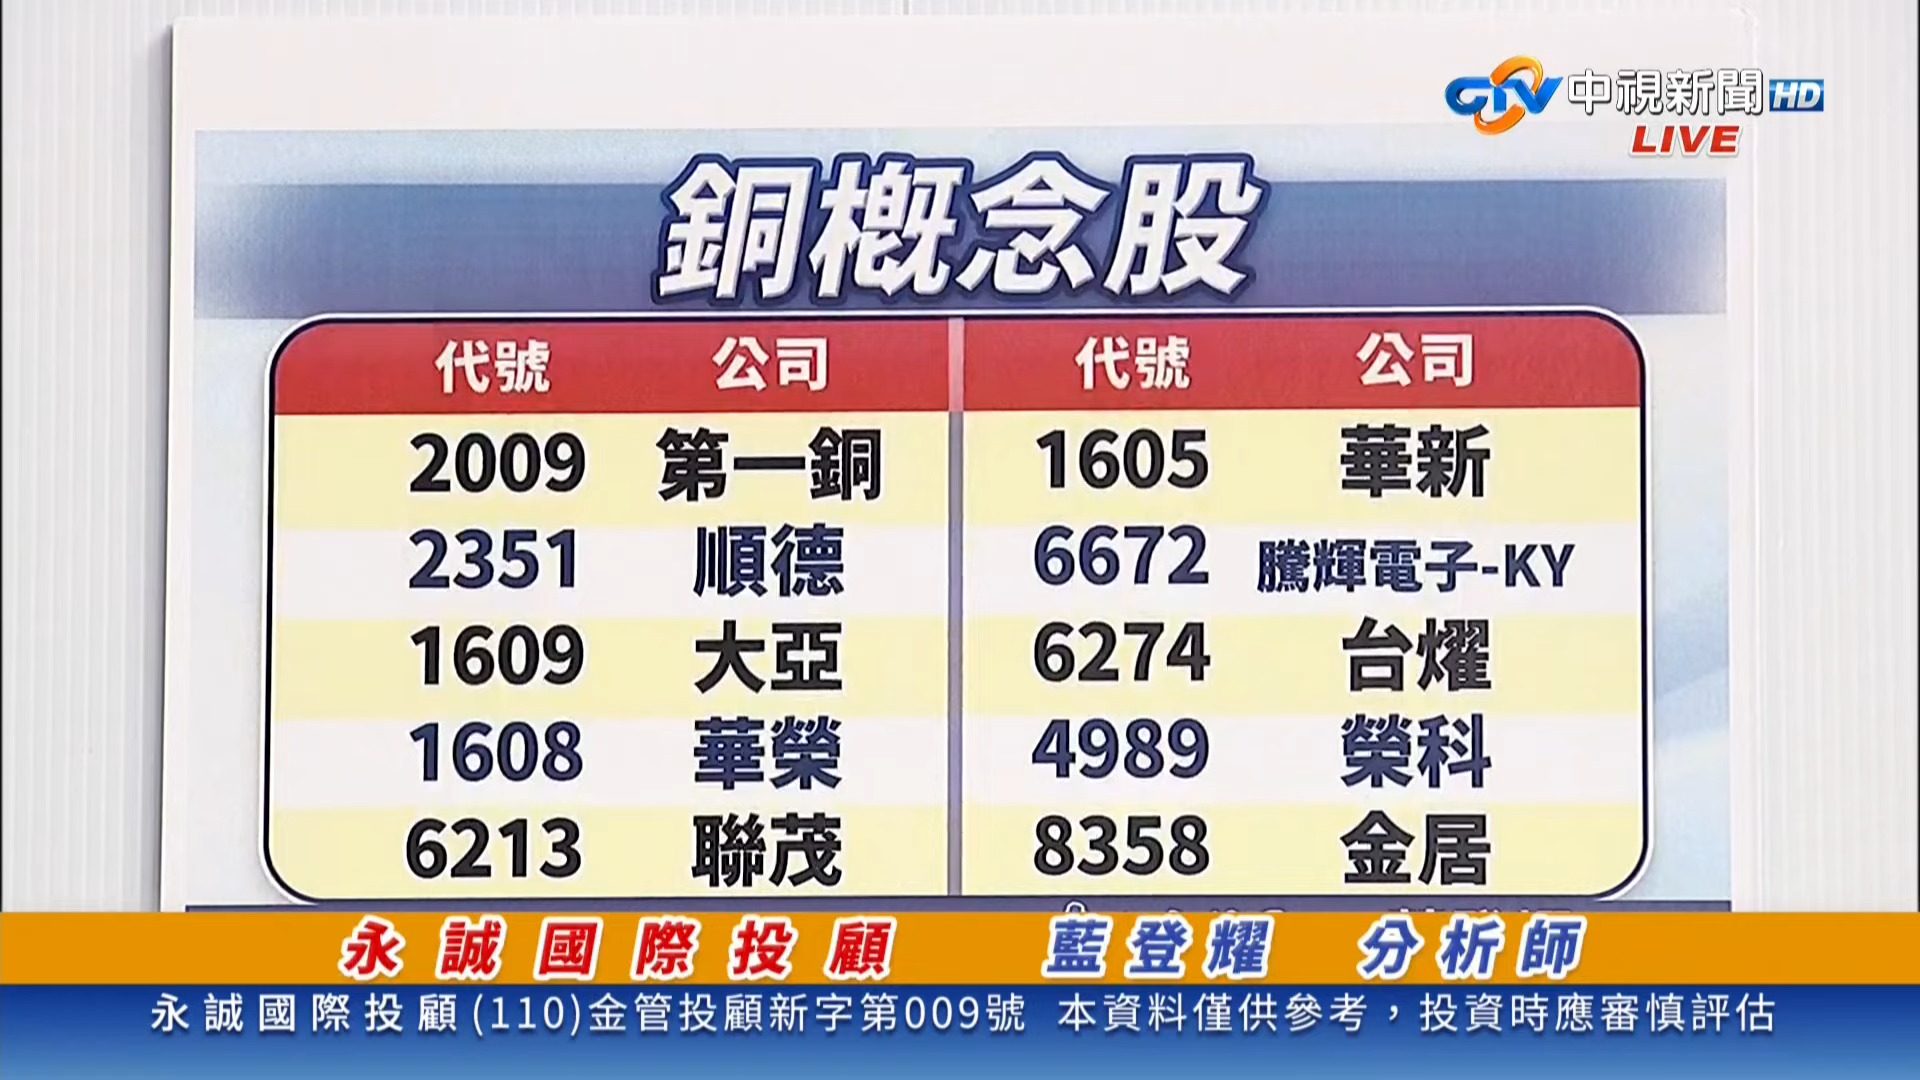 CTV 中視新聞 HD
LIVE
銅概念股
代號 公司 代號 公司
2009 第一銅 1605 華新
2351 順德 6672 騰輝電子-KY
1609 大亞 6274 台燿
1608 華榮 4989 榮科
6213 聯茂 8358 金居
永誠國際投顧 藍登耀 分析師
永誠國際投顧(110)金管投顧新字第009號 本資料僅供參考，投資時應審慎評估